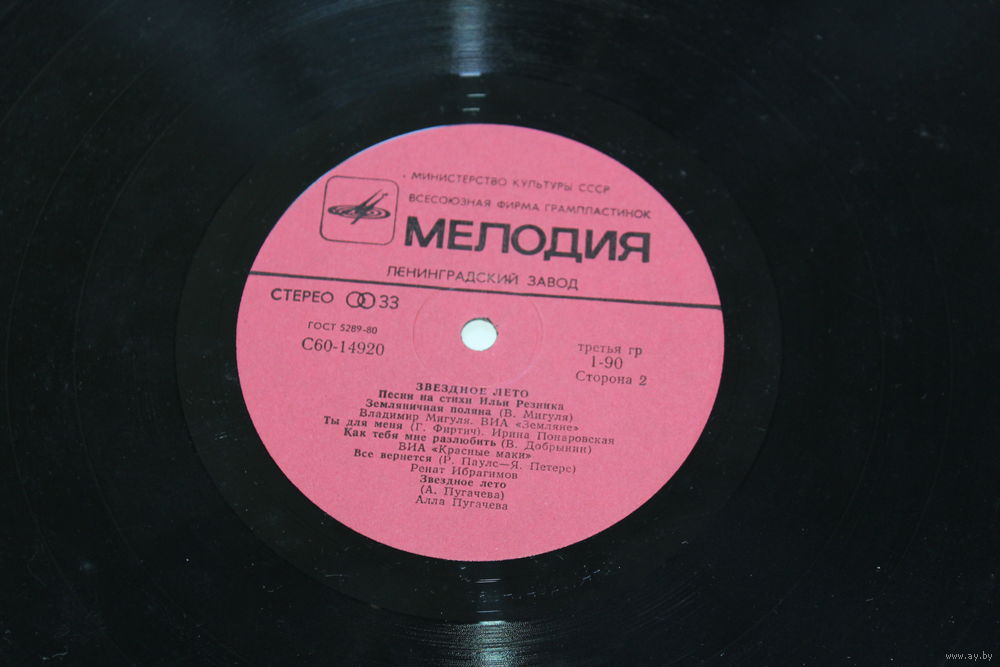 МИНИСТЕРСТВО КУЛЬТУРЫ СССР
ВСЕСОЮЗНАЯ ФИРМА ГРАМПЛАСТИНОК
МЕЛОДИЯ
ЛЕНИНГРАДСКИЙ ЗАВОД
СТЕРЕО 33
ГОСТ 5289-80
С60-14920
третья гр
1-90
Сторона 2
ЗВЕЗДНОЕ ЛЕТО
Песни на стихи Ильи Резника
Земляничная поляна (В. Мигуля)
Владимир Мигуля. ВИА «Земляне»
Ты для меня (Г. Фиртич). Ирина Понаровская
Как тебя мне разлюбить (В. Добрынин)
ВИА «Красные маки»
Все вернется (Р. Паулс—Я. Петерс)
Ренат Ибрагимов
Звездное лето
(А. Пугачева)
Алла Пугачева
www.ay.by